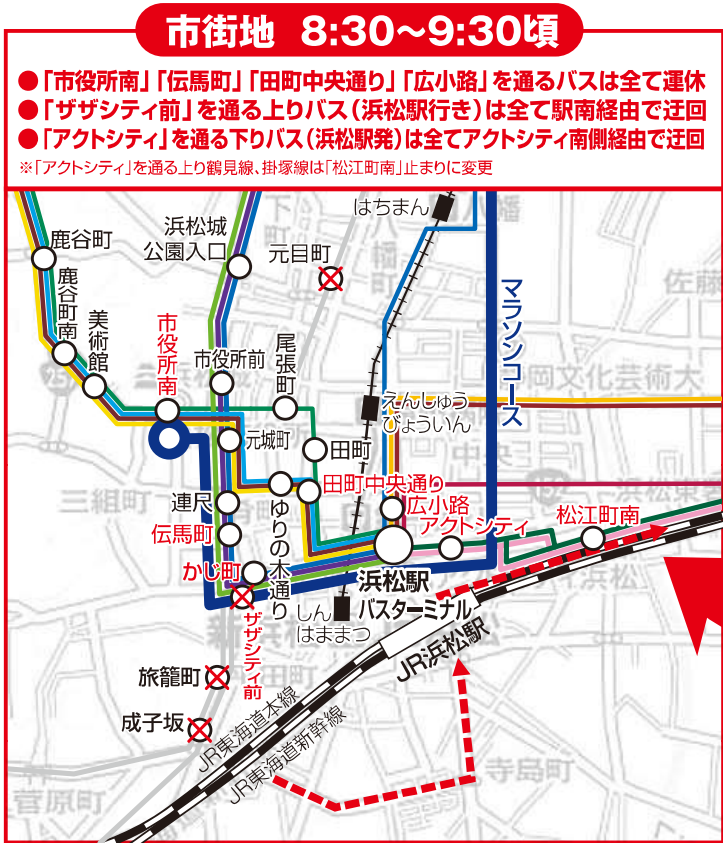 市街地 8:30〜9:30頃
●「市役所南」「伝馬町」「田町中央通り」「広小路」を通るバスは全て運休
●「ザザシティ前」を通る上りバス(浜松駅行き)は全て駅南経由で迂回
●「アクトシティ」を通る下りバス(浜松駅発)は全てアクトシティ南側経由で迂回
※「アクトシティ」を通る上り鶴見線、掛塚線は「松江町南」止まりに変更
はちまん
八幡
下町
鹿谷町
浜松城
公園入口
元目町
佐藤
鹿谷町南
美術館
市役所南
市役所前
尾張町
マラソンコース
岡文化芸術大
えんしゅう
びょういん
元城町
田町
中央
三組町
連尺
田町中央通り
広小路
浜松東
伝馬町
ゆりの木通り
アクトシティ
松江町南
かじ町
浜松駅
バスターミナル
ザザシティ前
しん
はままつ
JR浜松駅
旅籠町
成子坂
JR東海道本線
JR東海道新幹線
寺島町
菅原町